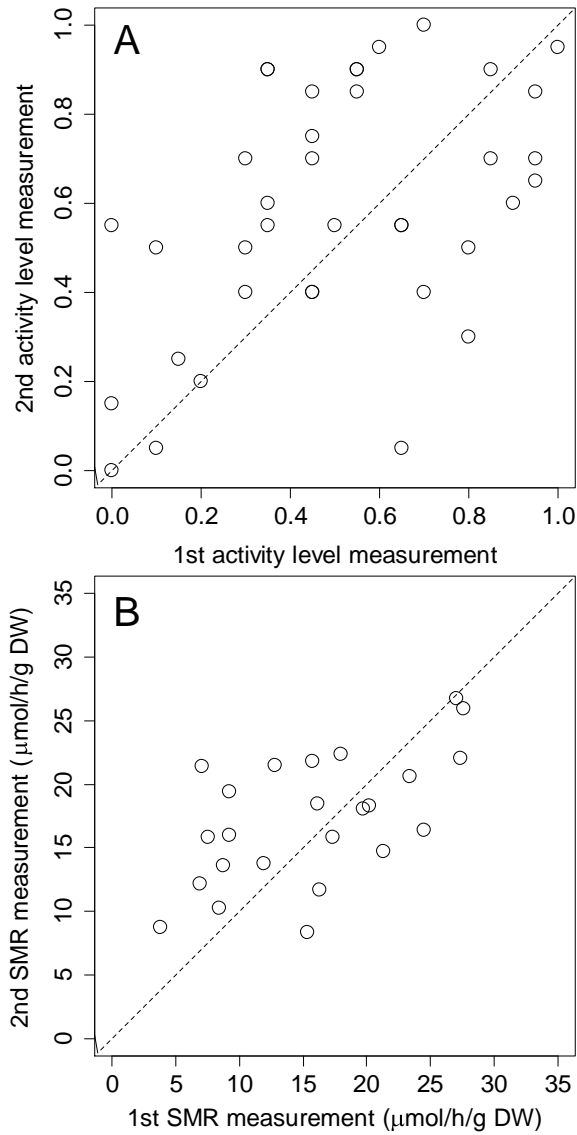 A
2nd activity level measurement
1.0
0.8
0.6
0.4
0.2
0.0
0.0 0.2 0.4 0.6 0.8 1.0
1st activity level measurement
B
2nd SMR measurement (μmol/h/g DW)
35
30
25
20
15
10
5
0
0 5 10 15 20 25 30 35
1st SMR measurement (μmol/h/g DW)